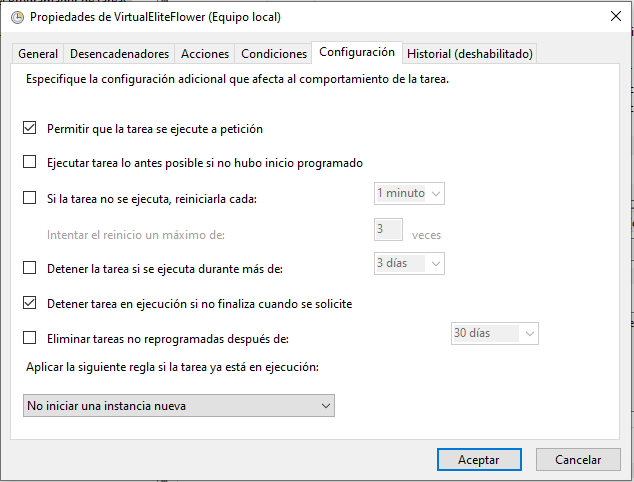 Propiedades de VirtualEliteFlower (Equipo local)
General Desencadenadores Acciones Condiciones Configuración Historial (deshabilitado)
Especifique la configuración adicional que afecta al comportamiento de la tarea.
Permitir que la tarea se ejecute a petición
Ejecutar tarea lo antes posible si no hubo inicio programado
Si la tarea no se ejecuta, reiniciarla cada: 1 minuto
Intentar el reinicio un máximo de: 3 veces
Detener la tarea si se ejecuta durante más de: 3 días
Detener tarea en ejecución si no finaliza cuando se solicite
Eliminar tareas no reprogramadas después de: 30 días
Aplicar la siguiente regla si la tarea ya está en ejecución:
No iniciar una instancia nueva
Aceptar Cancelar